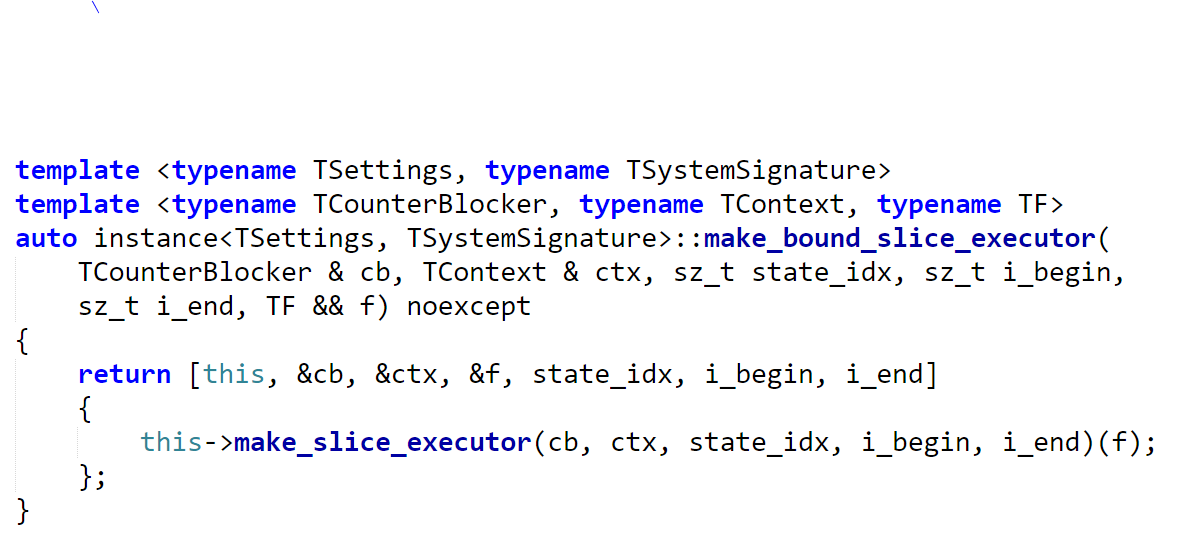 \
template <typename TSettings, typename TSystemSignature>
template <typename TCounterBlocker, typename TContext, typename TF>
auto instance<TSettings, TSystemSignature>::make_bound_slice_executor(
    TCounterBlocker & cb, TContext & ctx, sz_t state_idx, sz_t i_begin,
    sz_t i_end, TF && f) noexcept
{
    return [this, &cb, &ctx, &f, state_idx, i_begin, i_end]
    {
        this->make_slice_executor(cb, ctx, state_idx, i_begin, i_end)(f);
    };
}